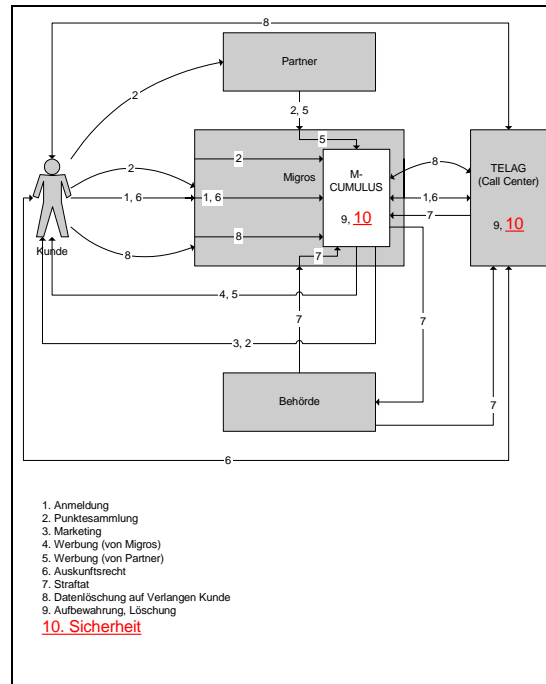 8
Partner
2
2, 5
5
2
2
8
Migros
M-
CUMULUS
TELAG
(Call Center)
1, 6
1, 6
1,6
9, 10
7
9, 10
8
8
7
Kunde
4, 5
7
7
3, 2
Behörde
7
6
1. Anmeldung
2. Punktesammlung
3. Marketing
4. Werbung (von Migros)
5. Werbung (von Partner)
6. Auskunftsrecht
7. Straftat
8. Datenlöschung auf Verlangen Kunde
9. Aufbewahrung, Löschung
10. Sicherheit